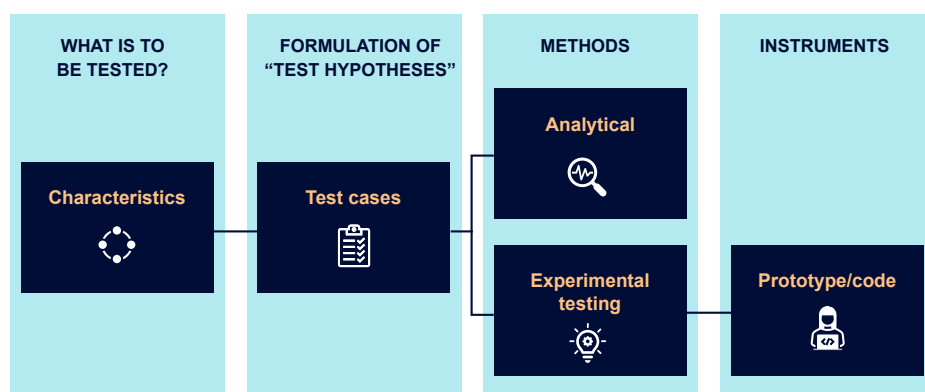 WHAT IS TO
BE TESTED?
FORMULATION OF
“TEST HYPOTHESES”
METHODS
INSTRUMENTS
Characteristics
Test cases
Analytical
Experimental
testing
Prototype/code
</>